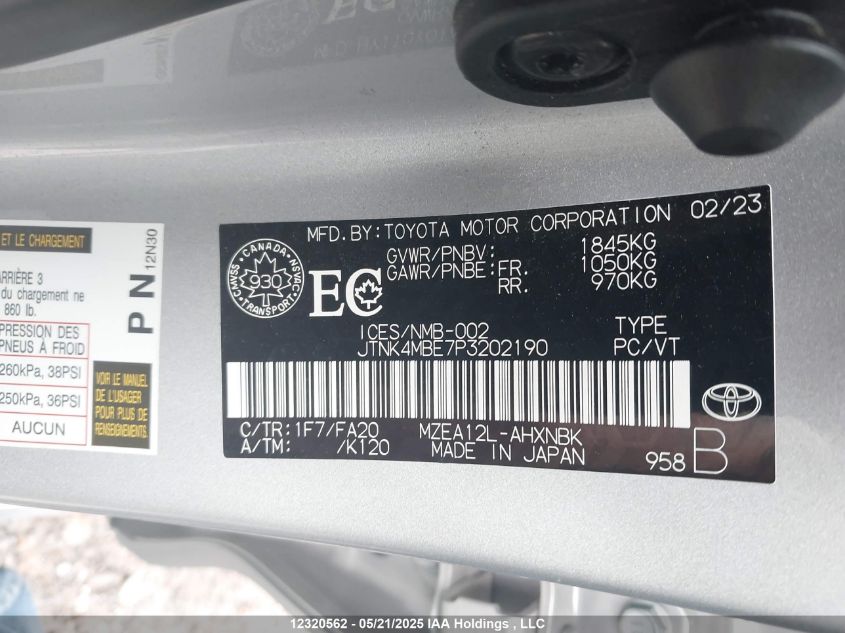 ET LE CHARGEMENT
ARRIÈRE 3
du chargement ne
860 lb.
PRESSION DES
PNEUS À FROID
260kPa, 38PSI
250kPa, 36PSI
AUCUN
VOIR LE MANUEL
DE L'USAGER
POUR PLUS DE
RENSEIGNEMENTS
PN
12N30
MFD.BY:TOYOTA MOTOR CORPORATION 02/23
GVWR/PNBV: 1845KG
GAWR/PNBE: FR. 1050KG
RR. 970KG
CANADA
CMVSS NSVAC
930
TRANSPORT
EC
ICES/NMB-002
TYPE
JTNK4MBE7P3202190
PC/VT
C/TR: 1F7/FA20 MZEA12L-AHXNBK
A/TM: /K120 MADE IN JAPAN
958 B
12320562 - 05/21/2025 IAA Holdings, LLC